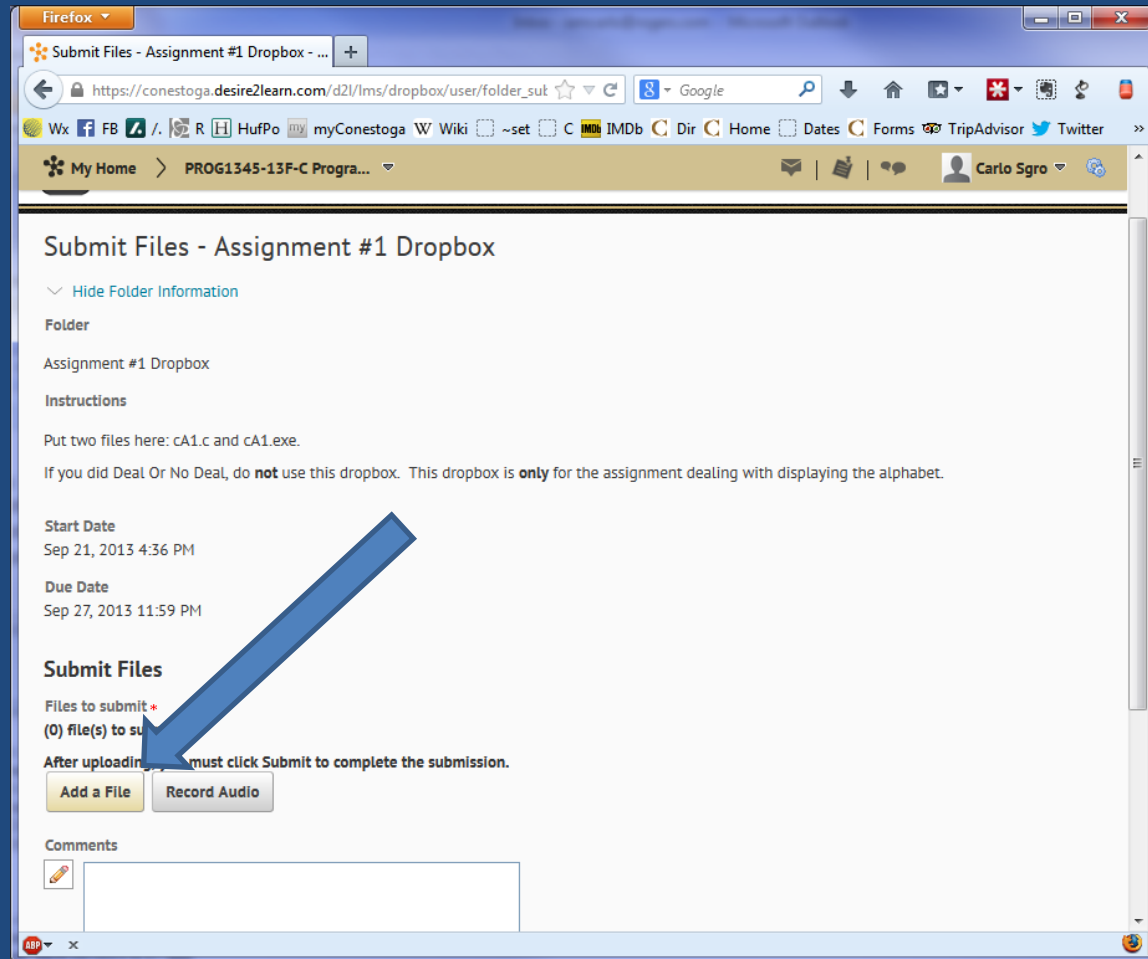 Firefox
Submit Files - Assignment #1 Dropbox - ...
https://conestoga.desire2learn.com/d2l/lms/dropbox/user/folder_sub Google
Wx FB /. R HufPo myConestoga Wiki ~set C IMDb Dir Home Dates Forms TripAdvisor Twitter »
My Home PROG1345-13F-C Progra... Carlo Sgro
Submit Files - Assignment #1 Dropbox
Hide Folder Information
Folder
Assignment #1 Dropbox
Instructions
Put two files here: cA1.c and cA1.exe.
If you did Deal Or No Deal, do not use this dropbox. This dropbox is only for the assignment dealing with displaying the alphabet.
Start Date
Sep 21, 2013 4:36 PM
Due Date
Sep 27, 2013 11:59 PM
Submit Files
Files to submit *
(0) file(s) to
After uploading, must click Submit to complete the submission.
Add a File Record Audio
Comments
ABP x